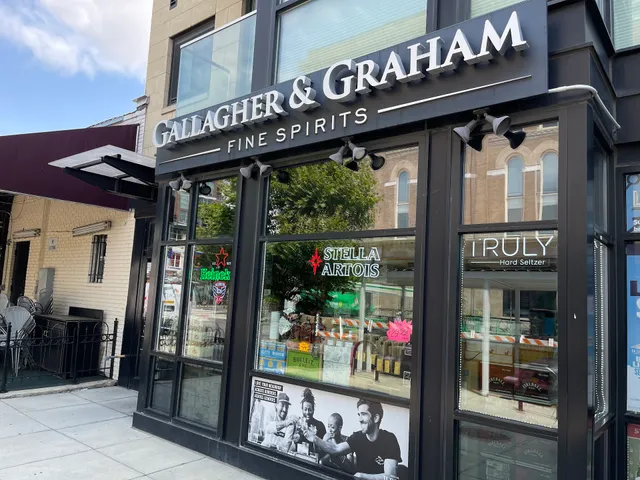 GALLAGHER & GRAHAM
FINE SPIRITS
Heineken
STELLA
ARTOIS
TRULY
Hard Seltzer